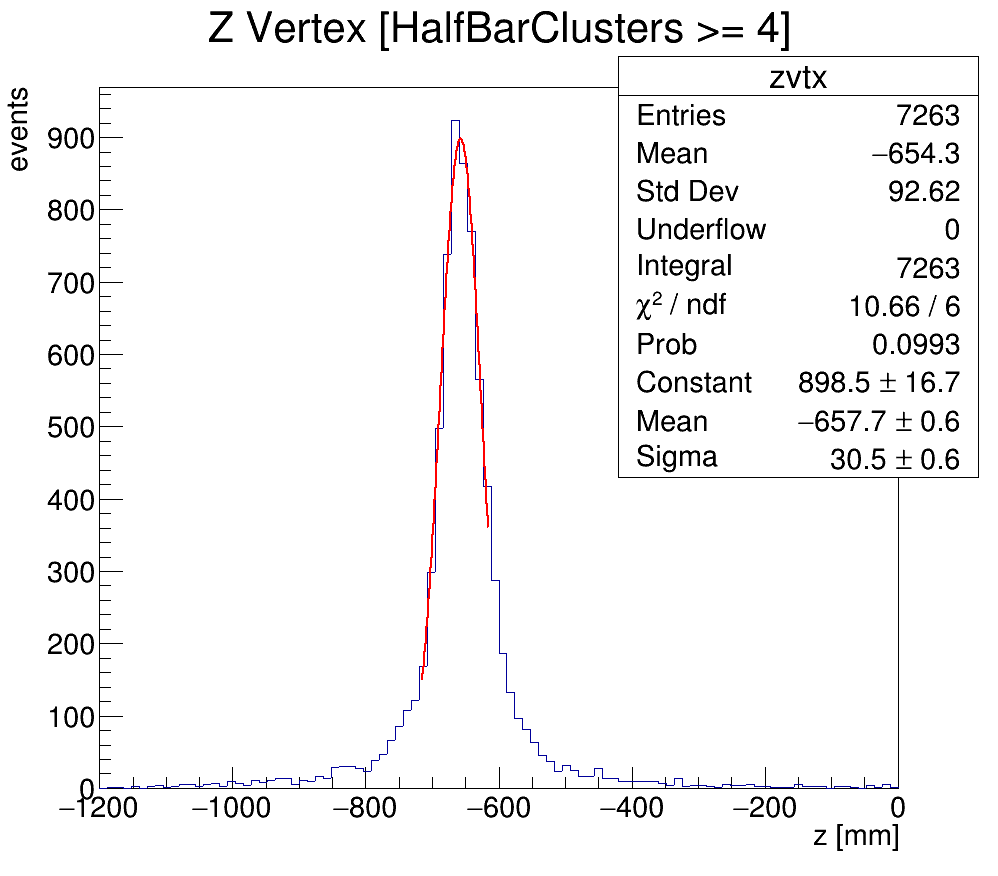 Z Vertex [HalfBarClusters >= 4]
events
zvtx
Entries 7263
Mean −654.3
Std Dev 92.62
Underflow 0
Integral 7263
χ² / ndf 10.66 / 6
Prob 0.0993
Constant 898.5 ± 16.7
Mean −657.7 ± 0.6
Sigma 30.5 ± 0.6
900
800
700
600
500
400
300
200
100
0
−1200 −1000 −800 −600 −400 −200 0
z [mm]